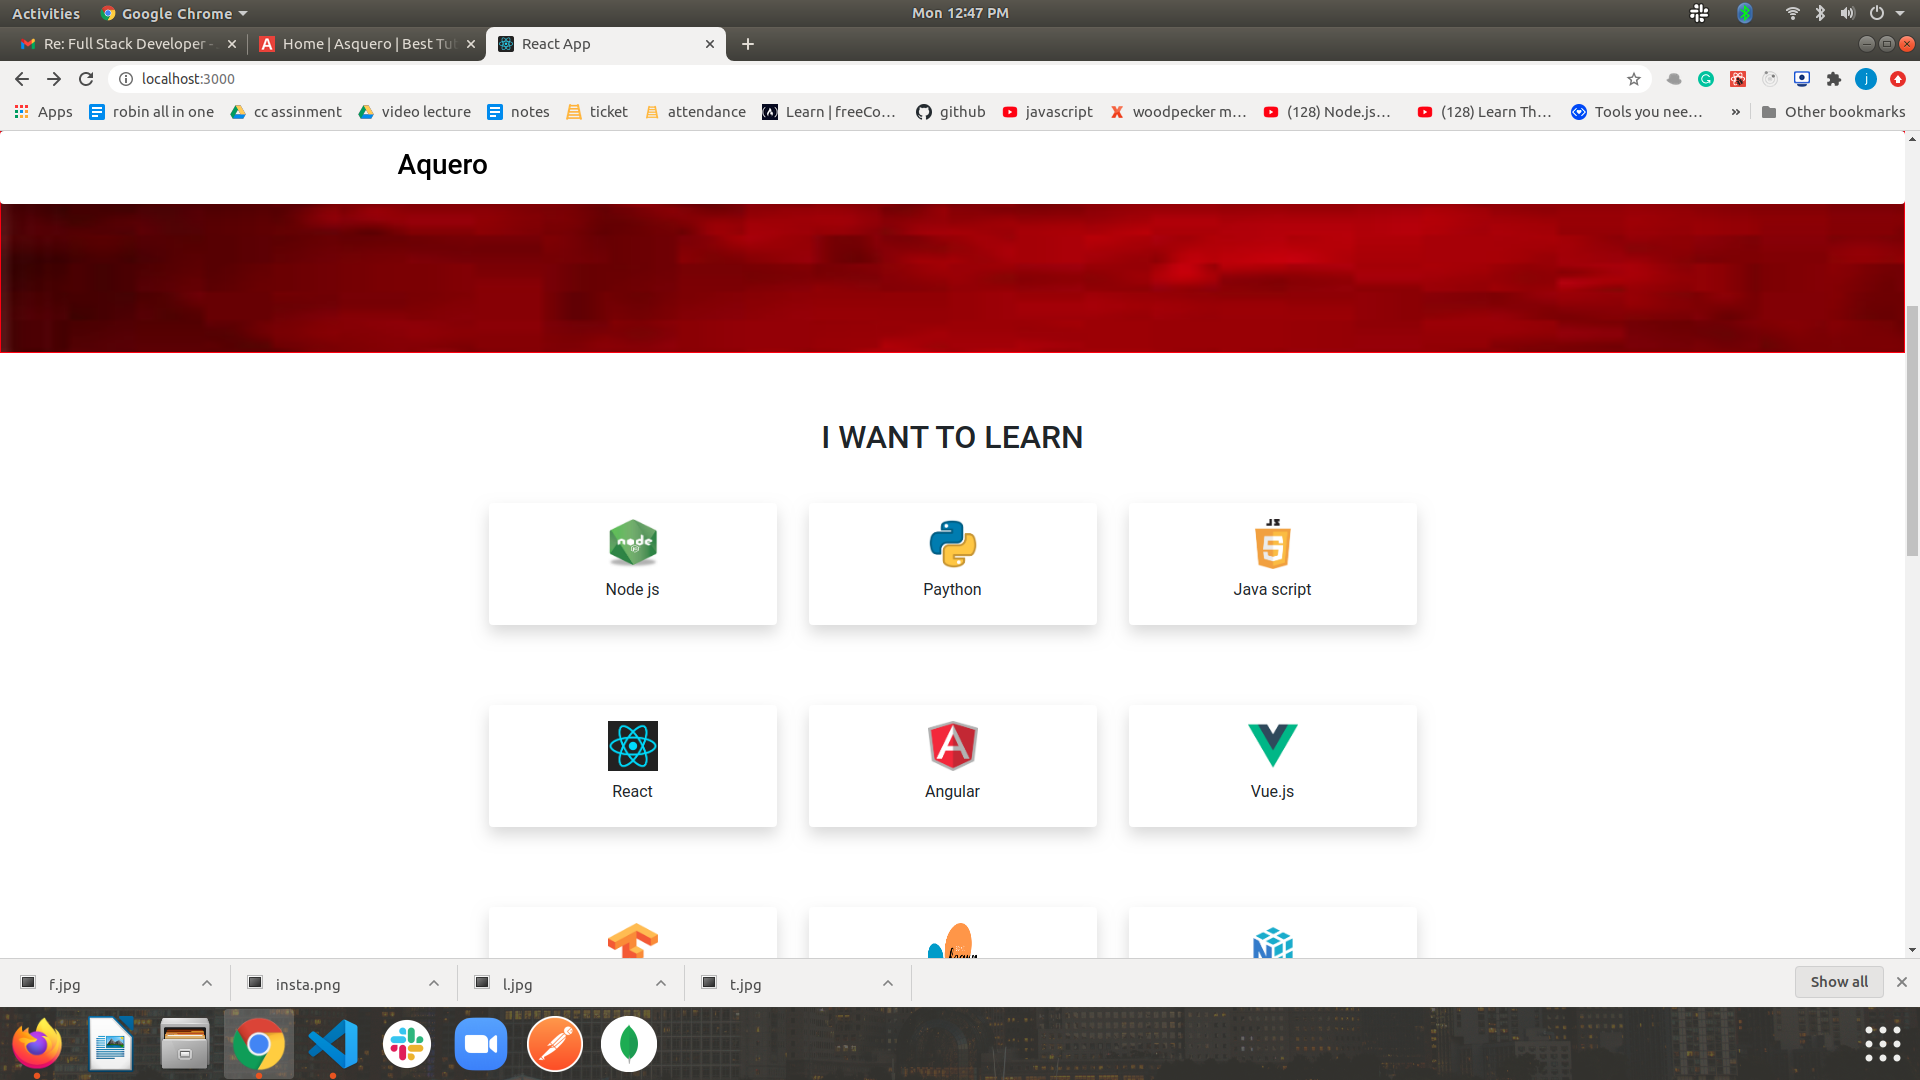 Activities Google Chrome Mon 12:47 PM
Re: Full Stack Developer - Home | Asquero | Best Tut React App
localhost:3000 j
Apps robin all in one cc assinment video lecture notes ticket attendance Learn | freeCo... github javascript woodpecker m... (128) Node.js... (128) Learn Th... Tools you nee... » Other bookmarks
Aquero
I WANT TO LEARN
node
JS
Node js Paython Java script
React Angular Vue.js
learn
f.jpg insta.png l.jpg t.jpg Show all